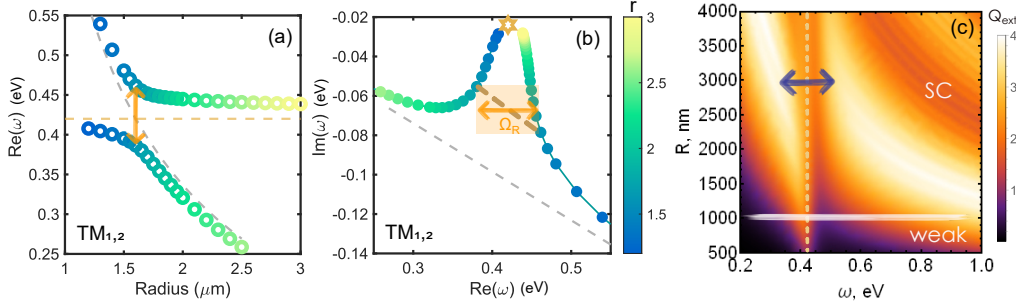 (a)
Re(ω) (eV)
0.55
0.5
0.45
0.4
0.35
0.3
0.25
TM₁,₂
1
1.5
2
2.5
3
Radius (μm)
(b)
Im(ω) (eV)
-0.02
-0.04
-0.06
-0.08
-0.1
-0.12
-0.14
Ω_R
TM₁,₂
0.3
0.4
0.5
Re(ω) (eV)
r
3
2.5
2
1.5
(c)
R, nm
4000
3500
3000
2500
2000
1500
1000
500
SC
weak
0.2
0.4
0.6
0.8
1.0
ω, eV
Q_ext
4
3
2
1
0